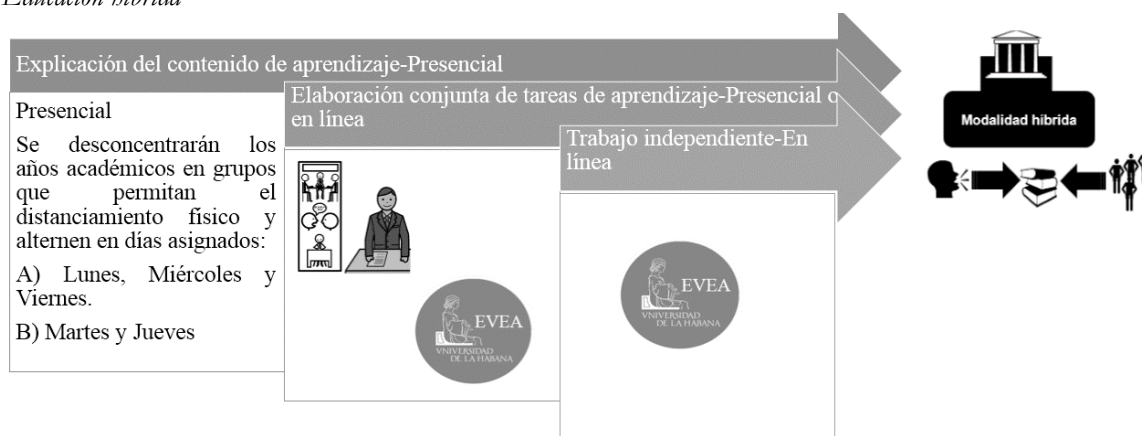 Educación híbrida
Explicación del contenido de aprendizaje-Presencial
Presencial
Se desconcentrarán los
años académicos en grupos
que permitan el
distanciamiento físico y
alternen en días asignados:
A) Lunes, Miércoles y
Viernes.
B) Martes y Jueves
Elaboración conjunta de tareas de aprendizaje-Presencial o
en línea
EVEA
VNIVERSIDAD
DE LA HABANA
Trabajo independiente-En
línea
EVEA
VNIVERSIDAD
DE LA HABANA
Modalidad híbrida